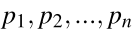 p₁, p₂, ..., pₙ